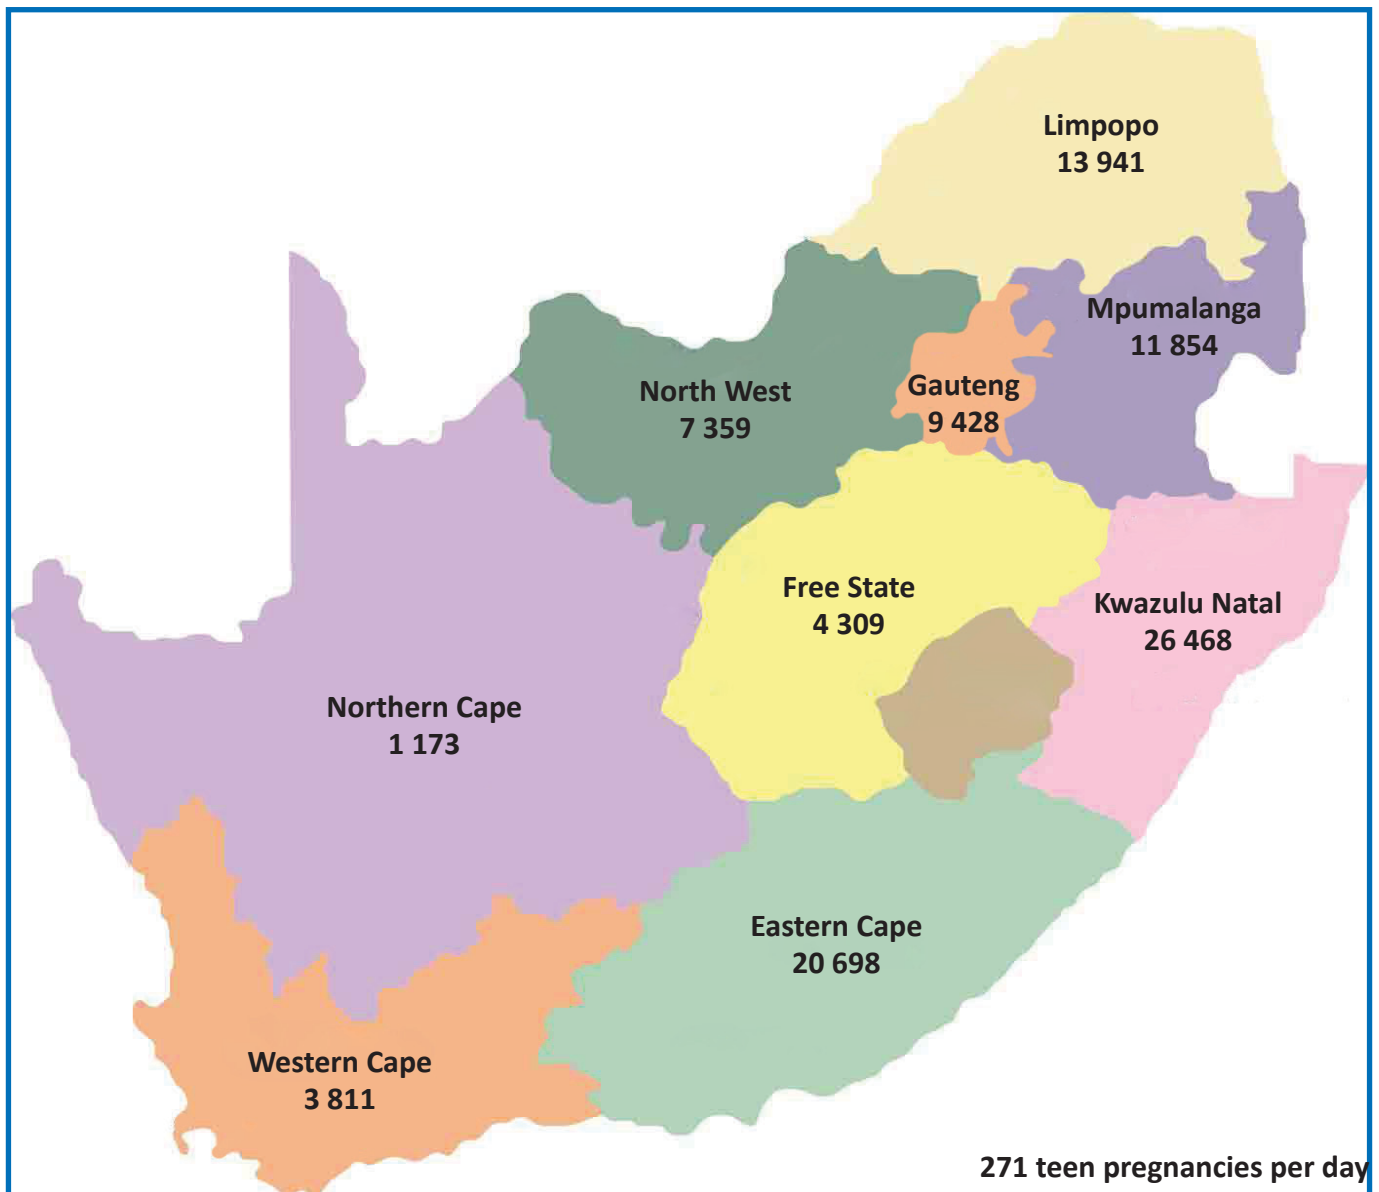 Limpopo
13 941
Mpumalanga
11 854
North West
7 359
Gauteng
9 428
Free State
4 309
Kwazulu Natal
26 468
Northern Cape
1 173
Eastern Cape
20 698
Western Cape
3 811
271 teen pregnancies per day